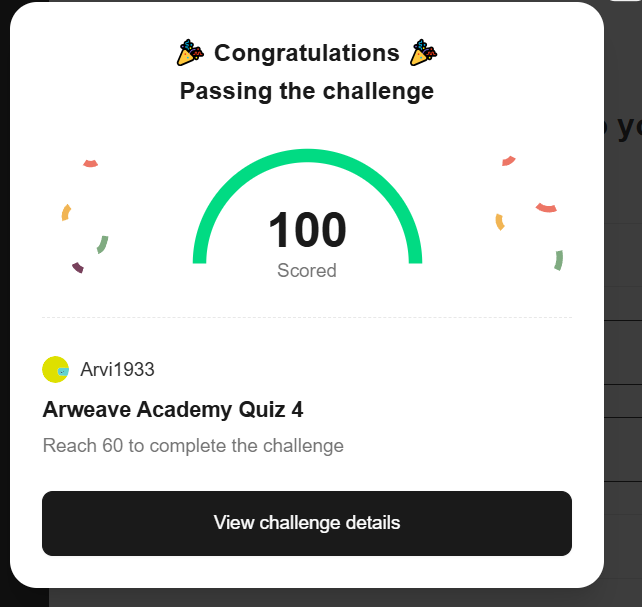 Congratulations
Passing the challenge
100
Scored
Arvi1933
Arweave Academy Quiz 4
Reach 60 to complete the challenge
View challenge details